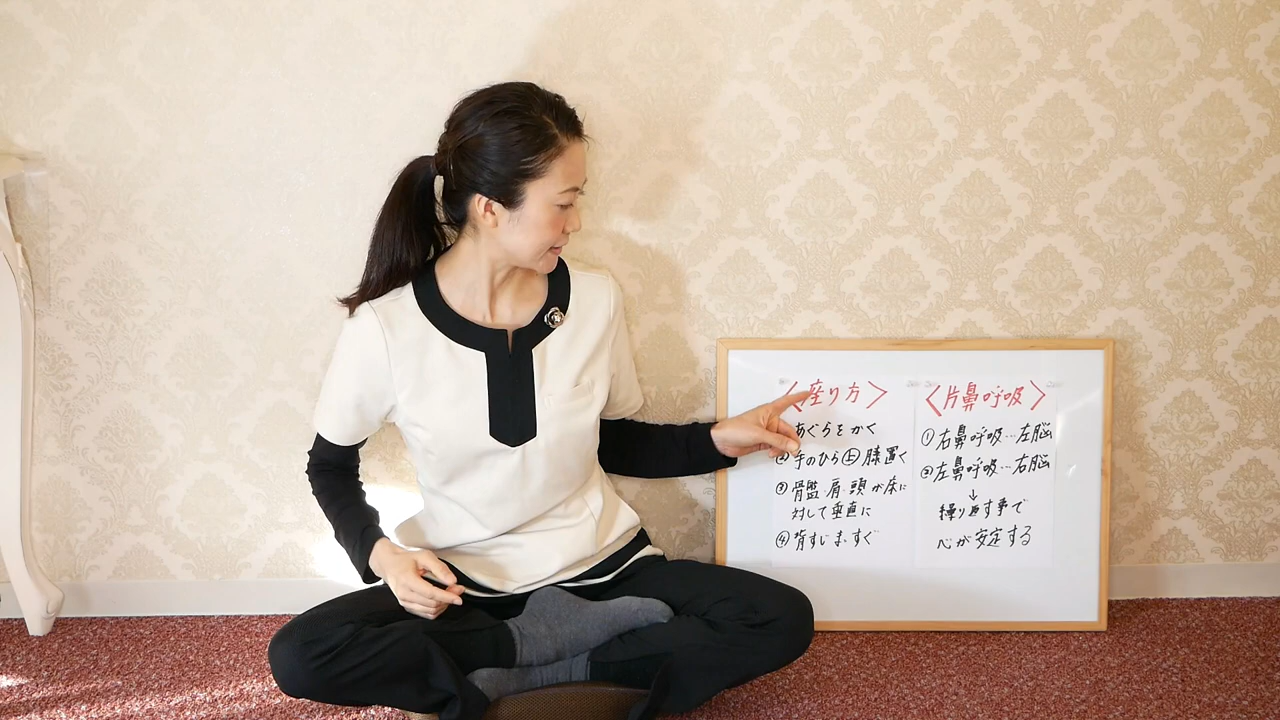 〈座り方〉
あぐらをかく
②手のひら上膝置く
③骨盤 肩 頭が床に
対して垂直に
④背すじまっすぐ
〈片鼻呼吸〉
①右鼻呼吸…左脳
②左鼻呼吸…右脳
↓
繰り返す事で
心が安定する